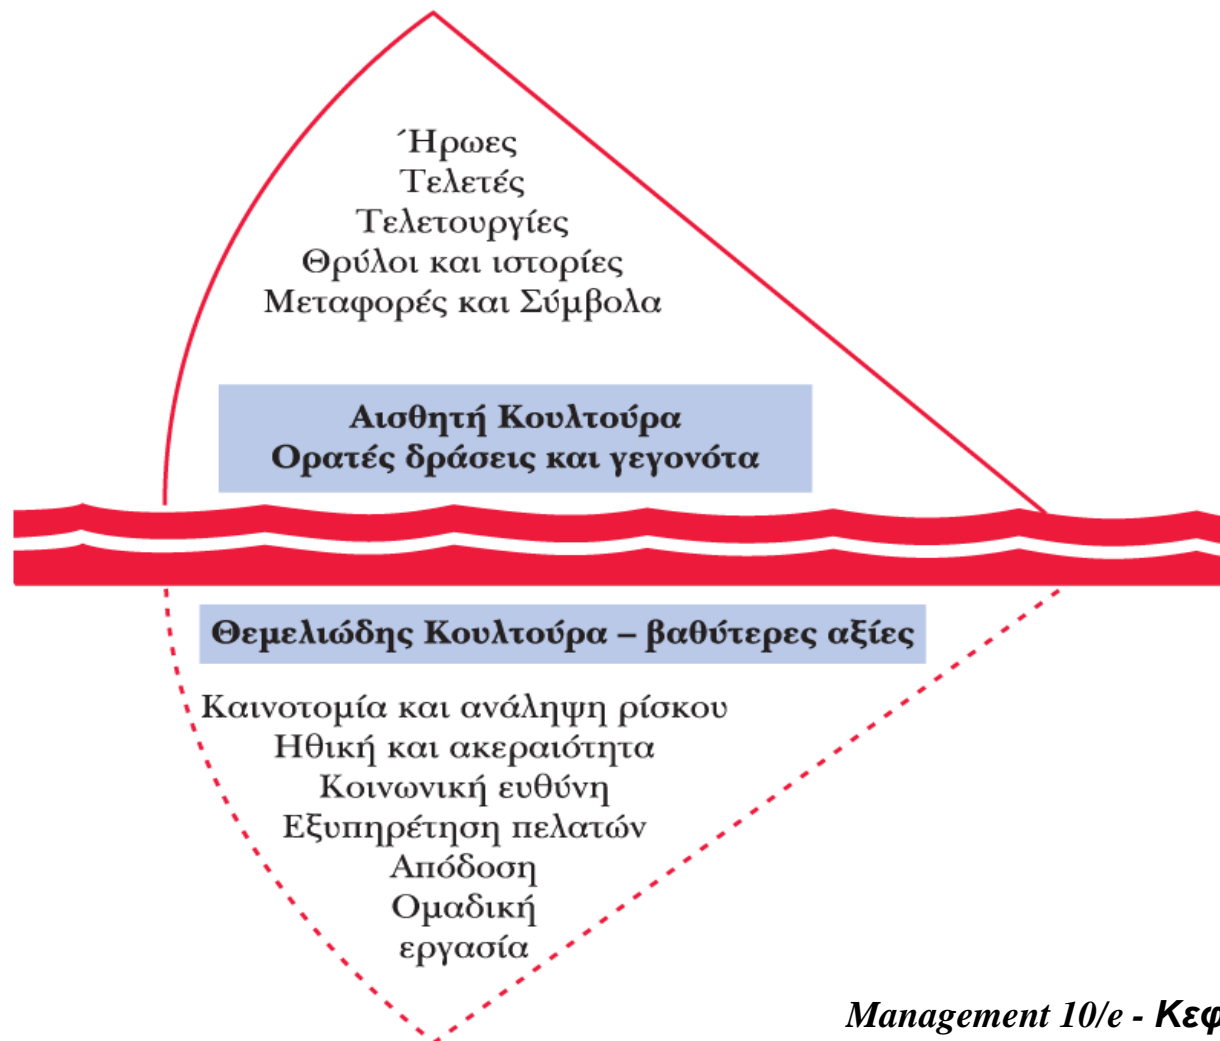 Ήρωες
Τελετές
Τελετουργίες
Θρύλοι και ιστορίες
Μεταφορές και Σύμβολα
Αισθητή Κουλτούρα
Ορατές δράσεις και γεγονότα
Θεμελιώδης Κουλτούρα – βαθύτερες αξίες
Καινοτομία και ανάληψη ρίσκου
Ηθική και ακεραιότητα
Κοινωνική ευθύνη
Εξυπηρέτηση πελατών
Απόδοση
Ομαδική
εργασία
Management 10/e - Κεφ